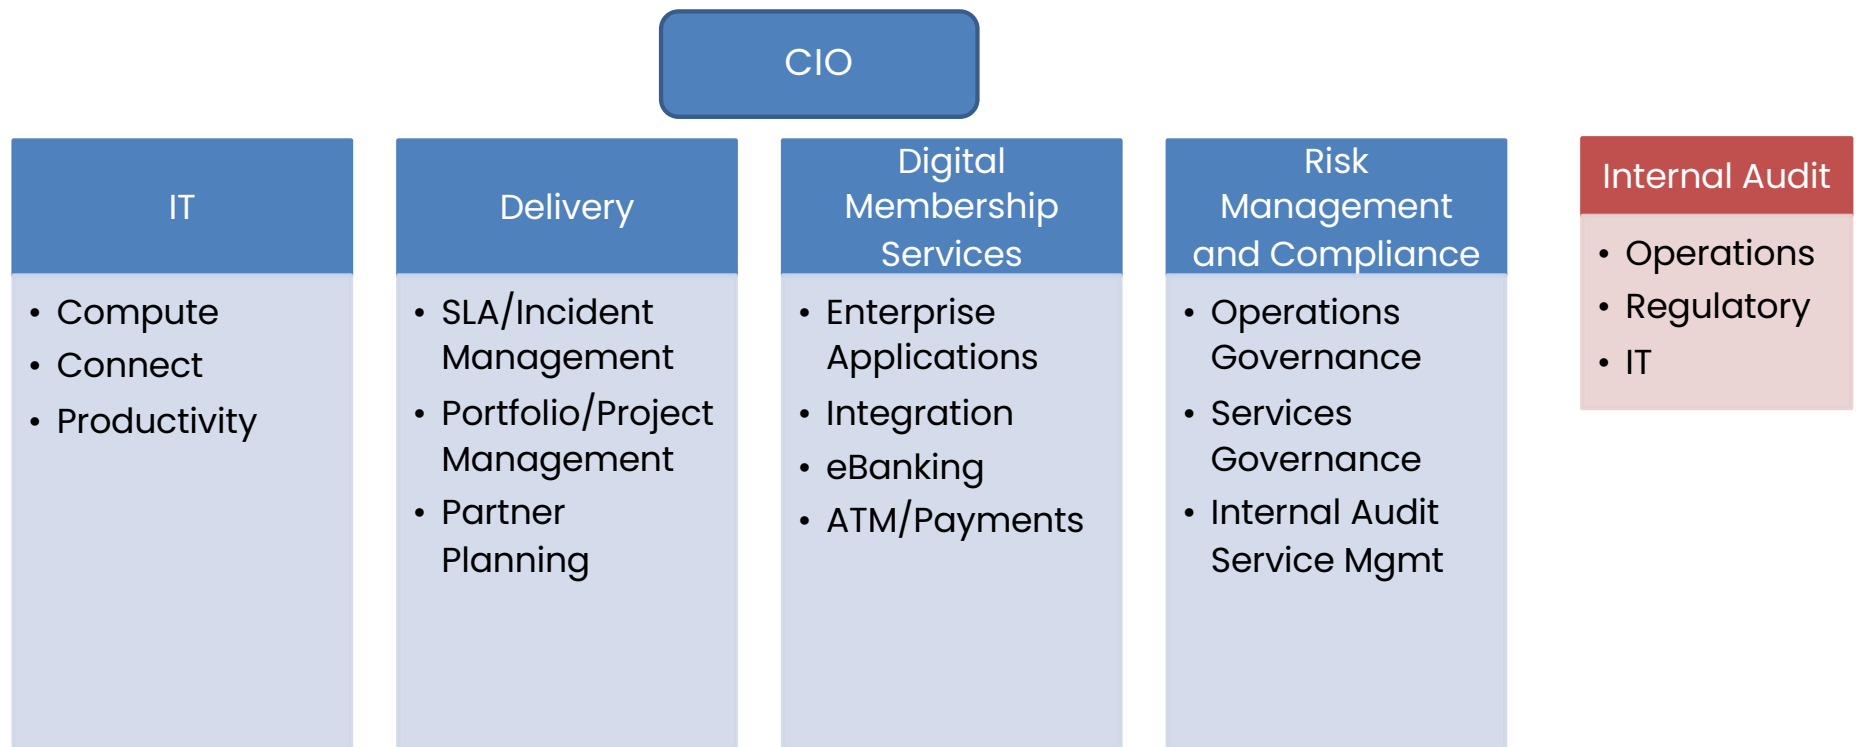 CIO
IT
• Compute
• Connect
• Productivity
Delivery
• SLA/Incident
Management
• Portfolio/Project
Management
• Partner
Planning
Digital
Membership
Services
• Enterprise
Applications
• Integration
• eBanking
• ATM/Payments
Risk
Management
and Compliance
• Operations
Governance
• Services
Governance
• Internal Audit
Service Mgmt
Internal Audit
• Operations
• Regulatory
• IT